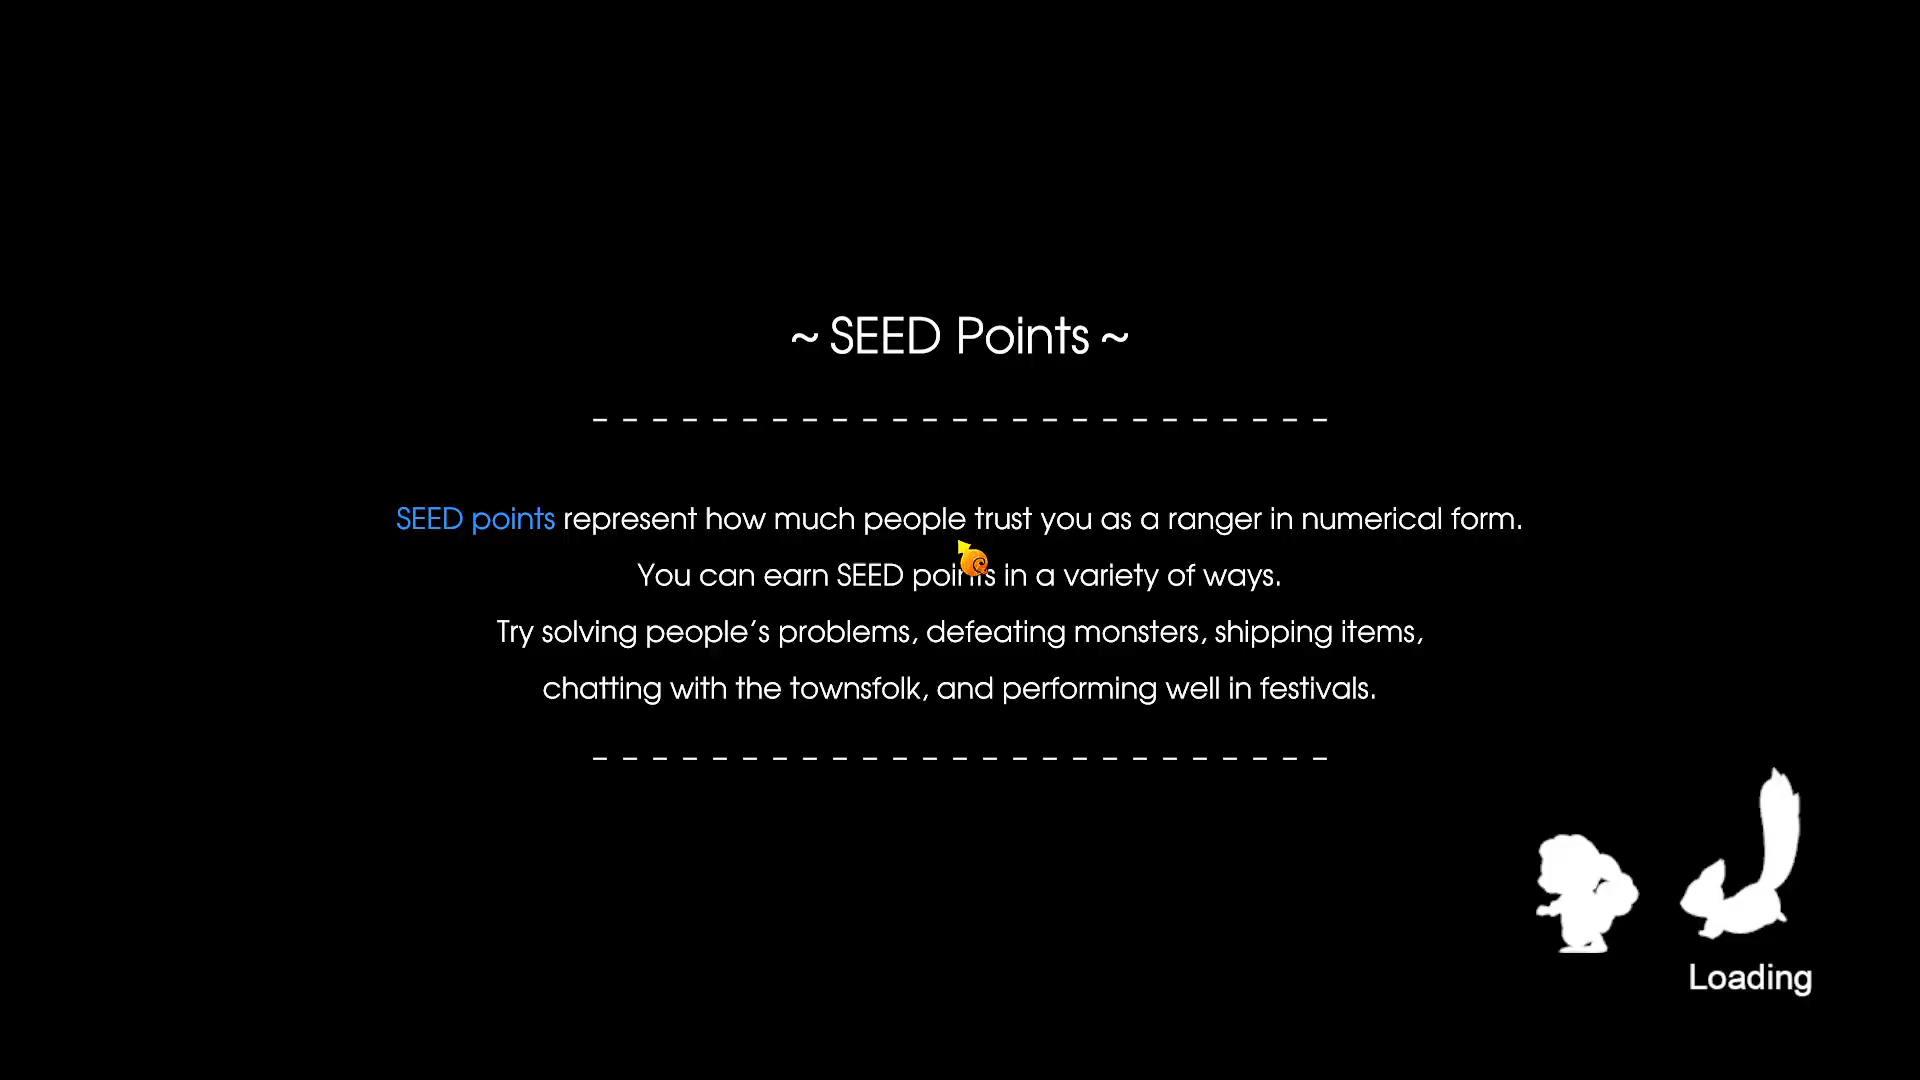 ~ SEED Points ~
– – – – – – – – – – – – – – – – – – – – – – – – –
SEED points represent how much people trust you as a ranger in numerical form.
You can earn SEED points in a variety of ways.
Try solving people's problems, defeating monsters, shipping items,
chatting with the townsfolk, and performing well in festivals.
– – – – – – – – – – – – – – – – – – – – – – – – –
Loading